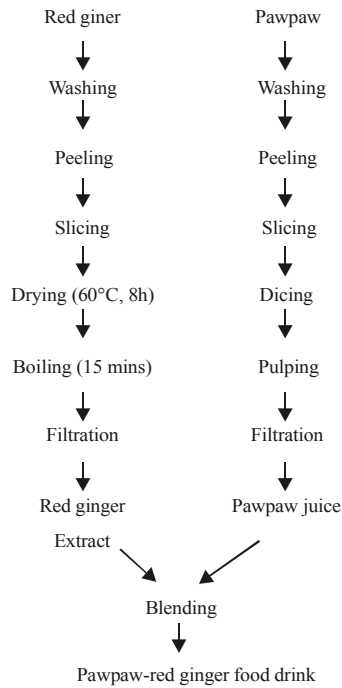 Red giner
Washing
Peeling
Slicing
Drying (60°C, 8h)
Boiling (15 mins)
Filtration
Red ginger
Extract
Pawpaw
Washing
Peeling
Slicing
Dicing
Pulping
Filtration
Pawpaw juice
Blending
Pawpaw-red ginger food drink